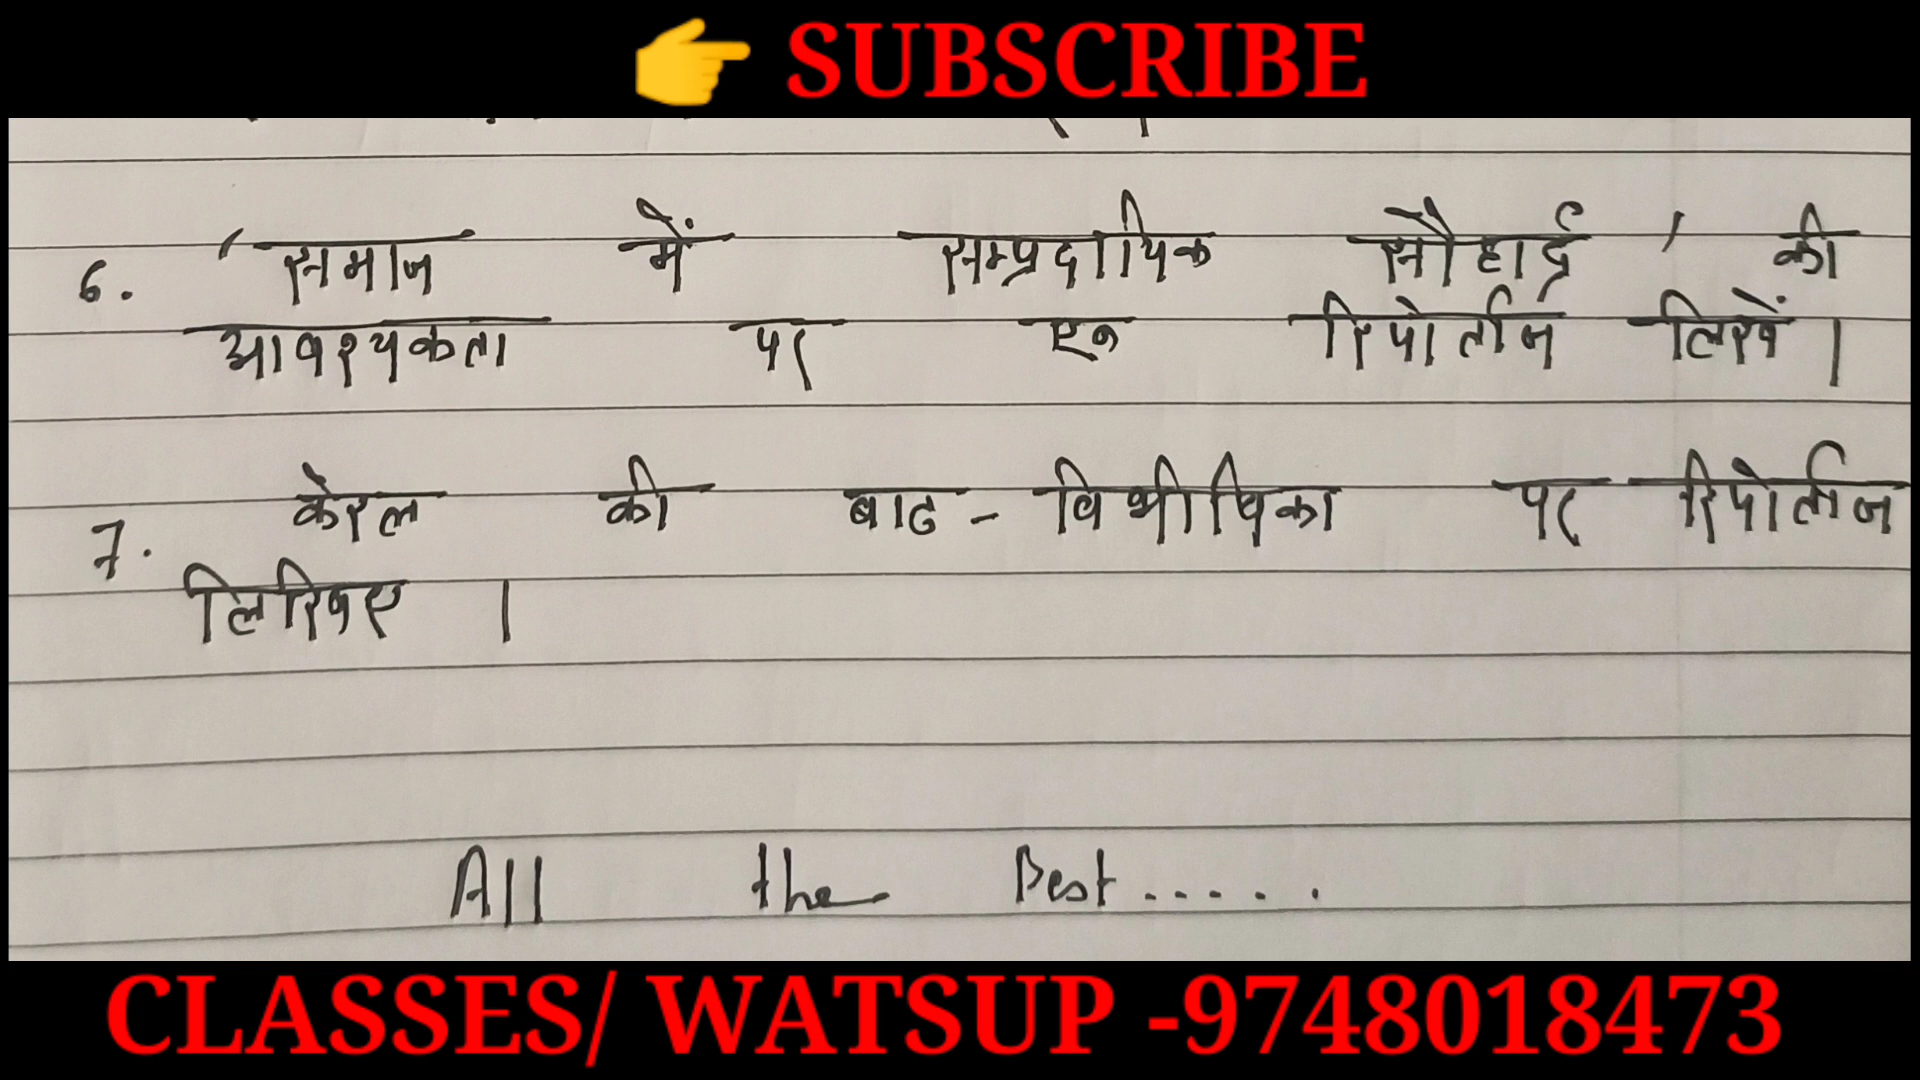 👉 SUBSCRIBE
6. 'समाज में सम्प्रदायिक सौहार्द्र' की
आवश्यकता पर एक रिपोर्ताज लिखें।
7. केरल की बाढ - विभीषिका पर रिपोर्ताज
लिखिए ।
All the Best.....
CLASSES/ WATSUP -9748018473